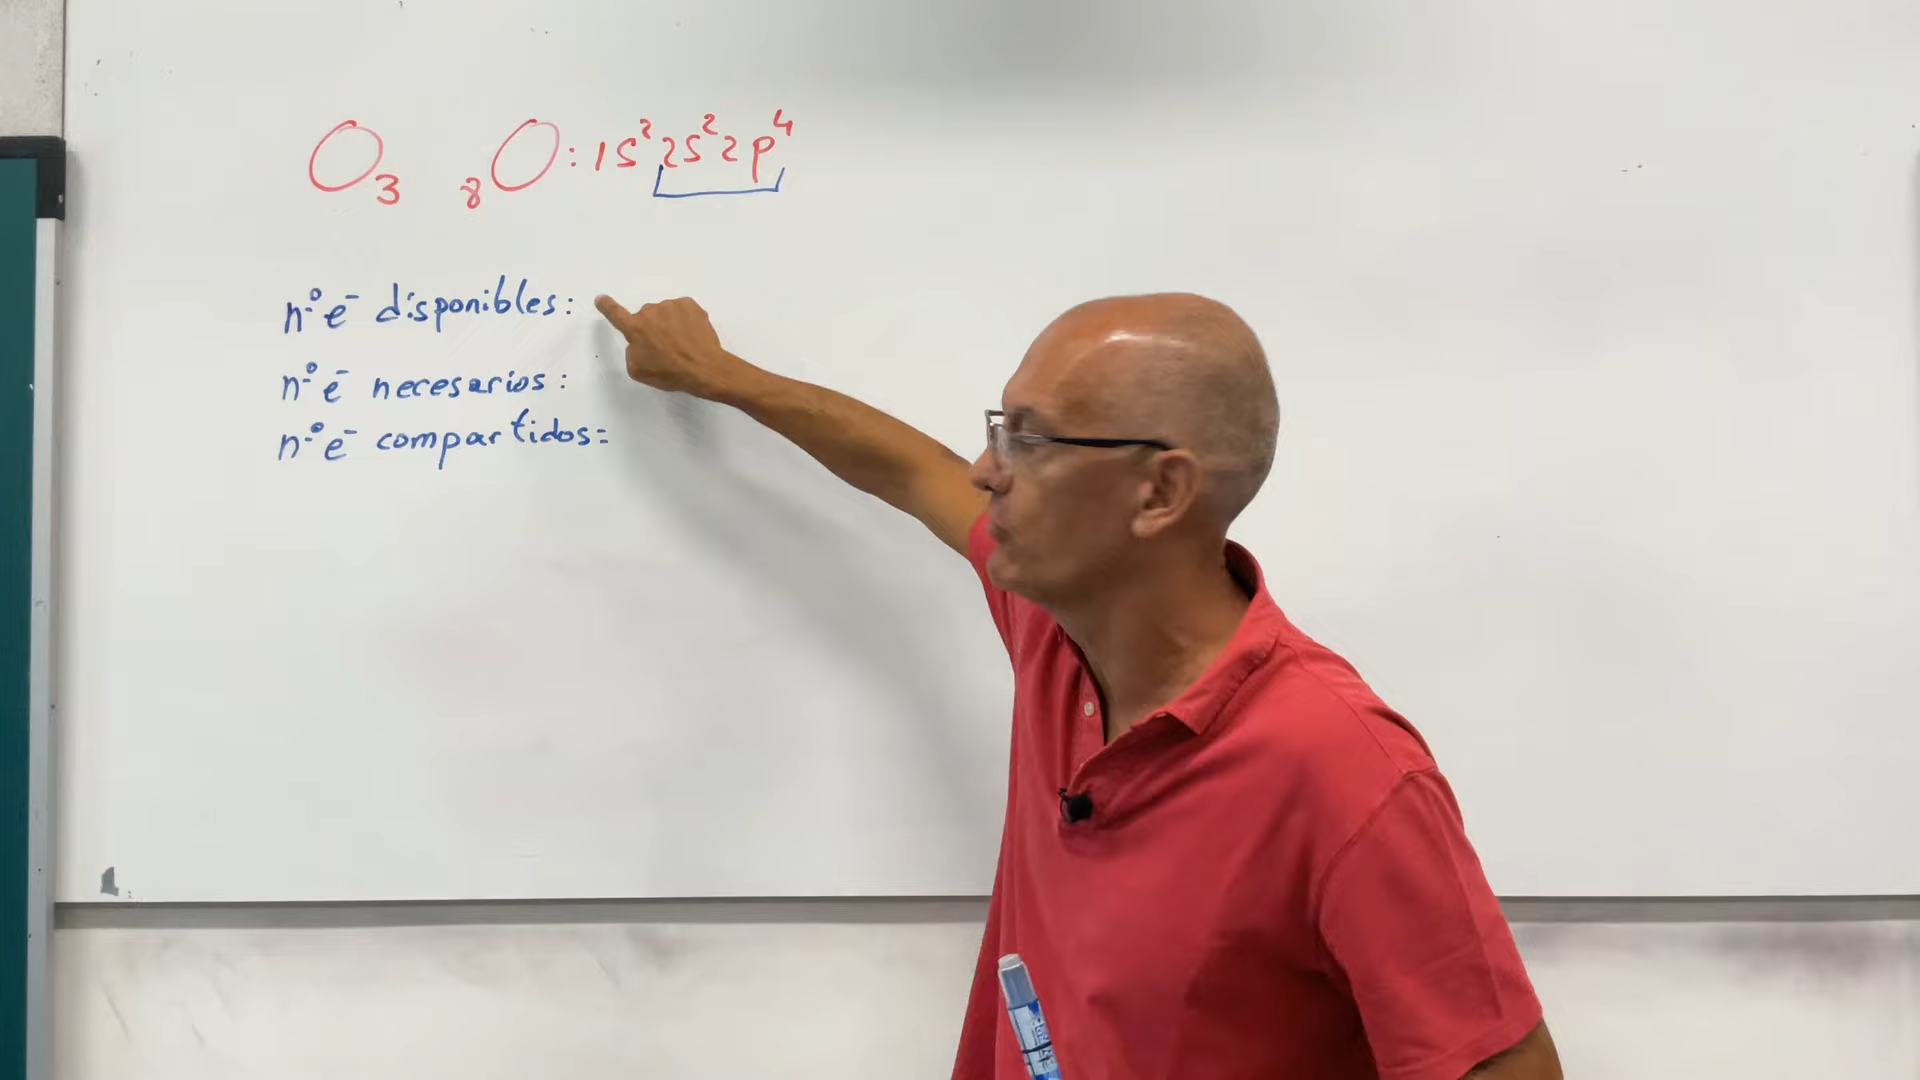 O₃ ₈O: 1s² 2s² 2p⁴
nº e⁻ disponibles:
nº e⁻ necesarios:
nº e⁻ compartidos=